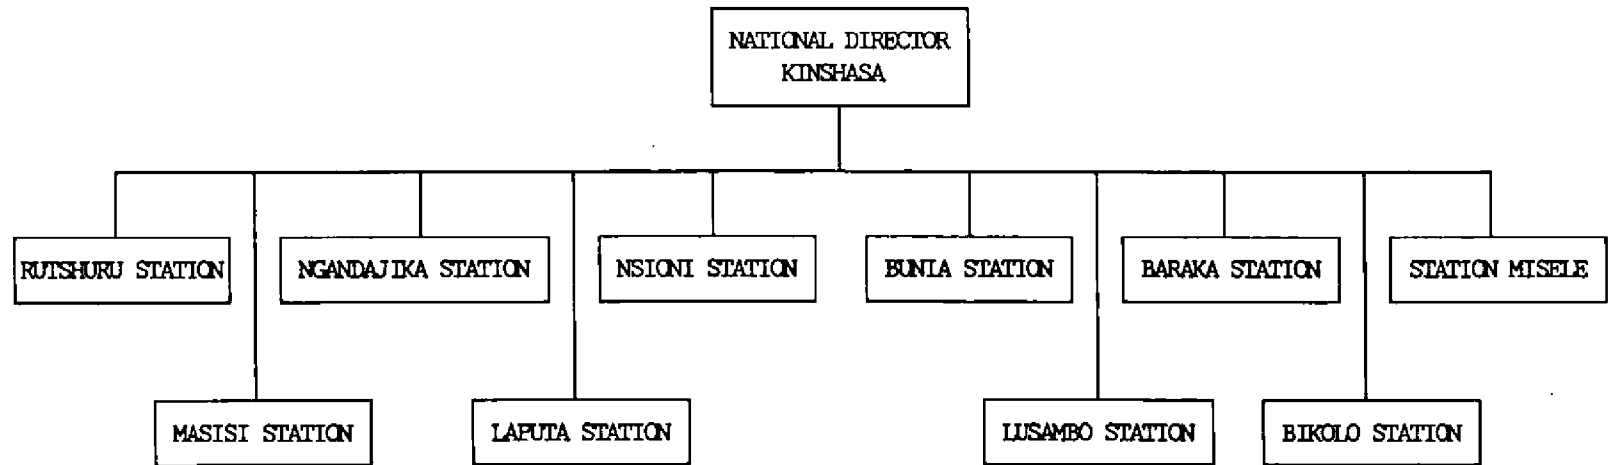 NATIONAL DIRECTOR
KINSHASA
RUTSHURU STATION
NGANDAJIKA STATION
NSIONI STATION
BUNIA STATION
BARAKA STATION
STATION MISELE
MASISI STATION
LAPUTA STATION
LUSAMBO STATION
BIKOLO STATION